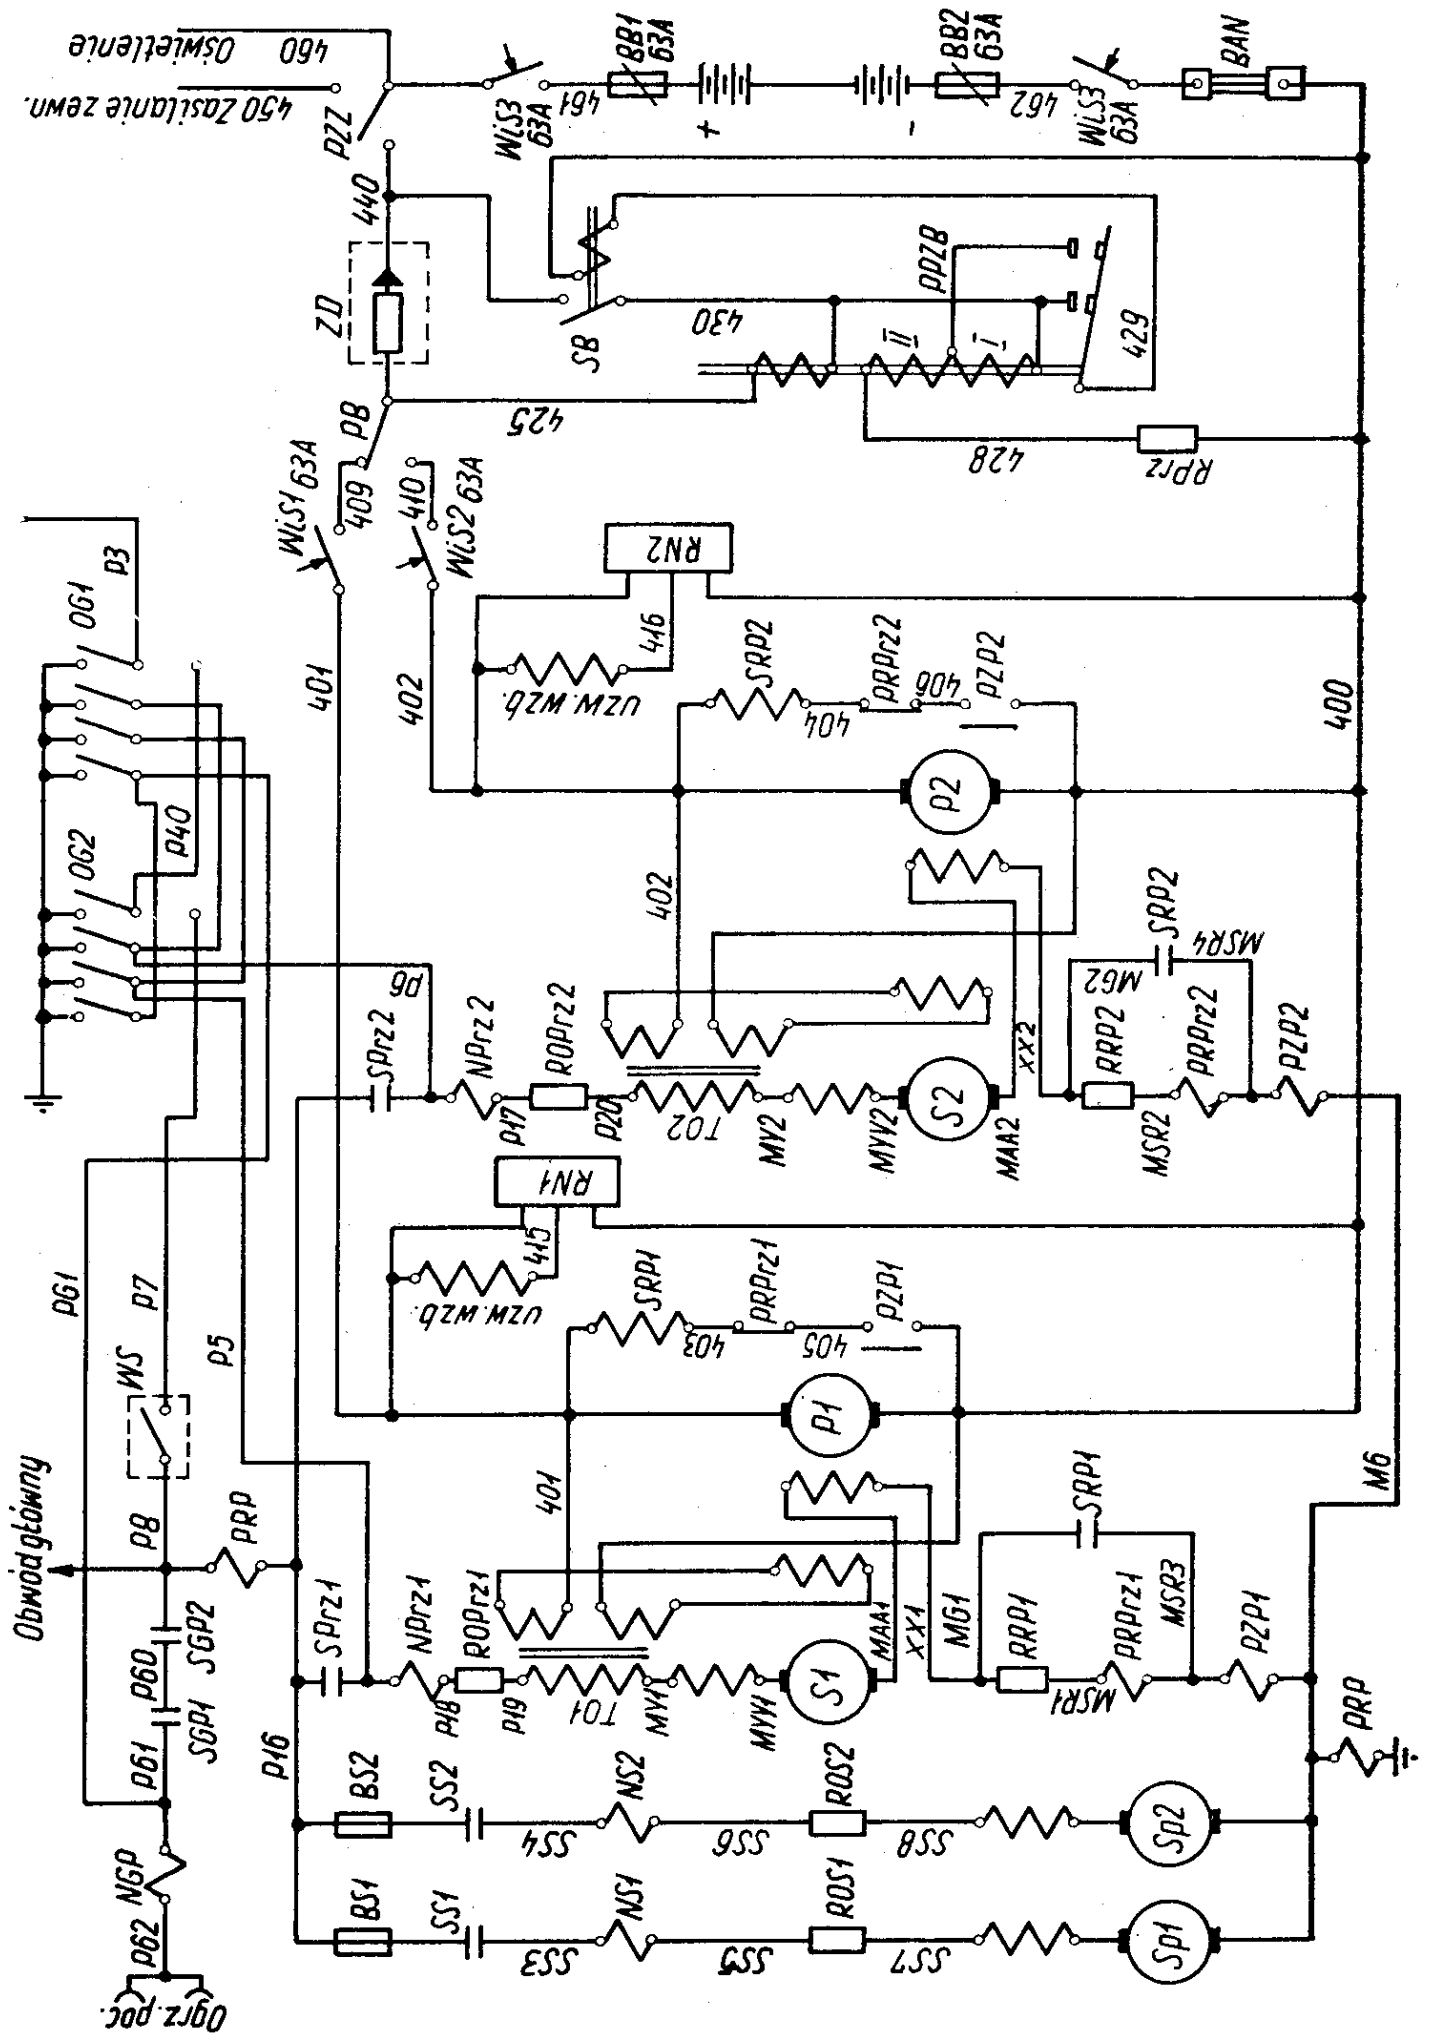 Oświetlenie 460
450 Zasilanie zewn.
PZZ
440
ZD
PB
WiS1 63A
409
410
WiS2 63A
401
402
425
SB
430
PPZB
II
I
429
428
RPrz
400
WiS3
63A
461
BB1
63A
+
-
BB2
63A
462
WiS3
63A
BAN
p3
OG1
OG2
p40
p6
RN2
416
uzw. wzb.
SRP2
404
PRPrz2
406
PZP2
P2
402
SPrz2
NPrz2
p17
ROPrz2
p20
TO2
MY2
MYY2
S2
MAA2
XX2
MG2
SRP2
MSR4
RRP2
MSR2
PRPrz2
PZP2
RN1
415
uzw. wzb.
SRP1
403
PRPrz1
405
PZP1
P1
401
PG1
p7
WS
p5
Obwód główny
p8
PRP
SPrz1
NPrz1
p18
ROPrz1
p19
TO1
MY1
MYY1
S1
MAA1
XX1
MG1
SRP1
MSR3
RRP1
MSR1
PRPrz1
PZP1
M6
PRP
SGP2
p60
SGP1
p61
NGP
p62
Ogrz. poc.
p16
BS2
SS2
SS4
NS2
SS6
ROS2
SS8
Sp2
BS1
SS1
SS3
NS1
SS5
ROS1
SS7
Sp1